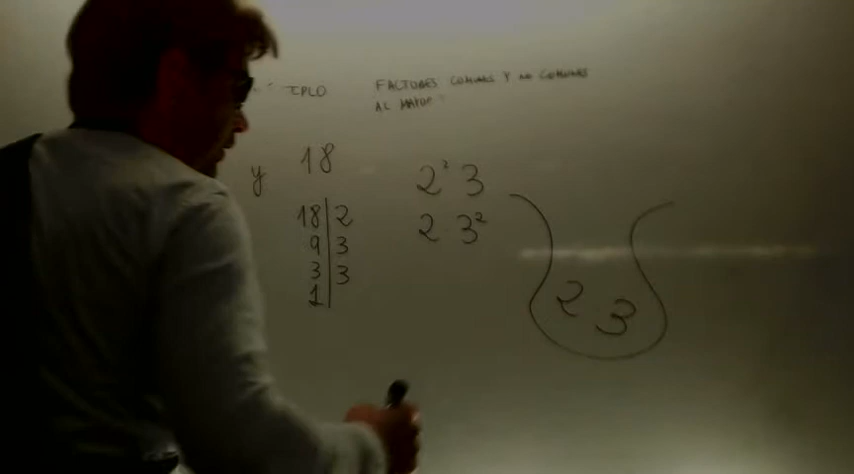 IPLO
FACTORES COMUNES Y NO COMUNES
AL MAYOR
y 18
18 2
9 3
3 3
1
2² 3
2 3²
2 3